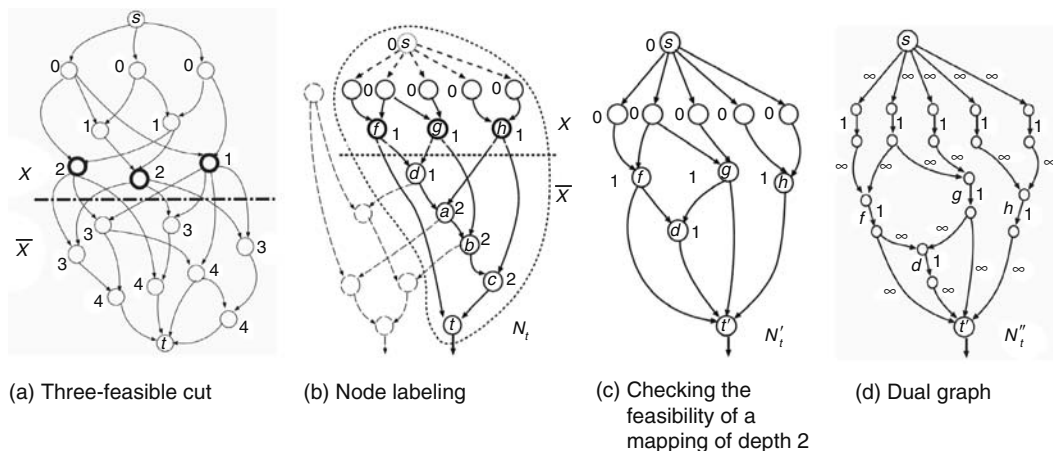 s
0 0 0
1 1
2 2 1
X
X̅
3 3 3
4 4 4
4
t
(a) Three-feasible cut
0 s
0 0 0 0
f 1 g 1 h 1
X
X̅
d 1
a 2
b 2
c 2
t
N_t
(b) Node labeling
0 s
0 0 0 0 0
1 f g 1 h
1
d 1
t'
N'_t
(c) Checking the
feasibility of a
mapping of depth 2
s
∞ ∞ ∞ ∞ ∞
1 1 1 1 1
∞ ∞ ∞ ∞ ∞ ∞
g 1 h 1
f 1
∞ ∞
d 1
∞ ∞ ∞ ∞
t'
N''_t
(d) Dual graph